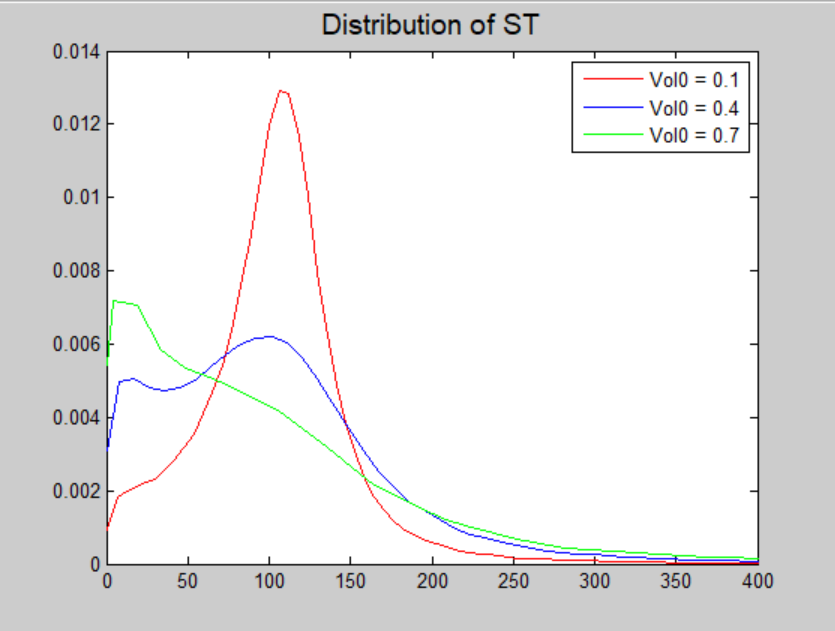 Distribution of ST
0.014
0.012
0.01
0.008
0.006
0.004
0.002
0
Vol0 = 0.1
Vol0 = 0.4
Vol0 = 0.7
0 50 100 150 200 250 300 350 400